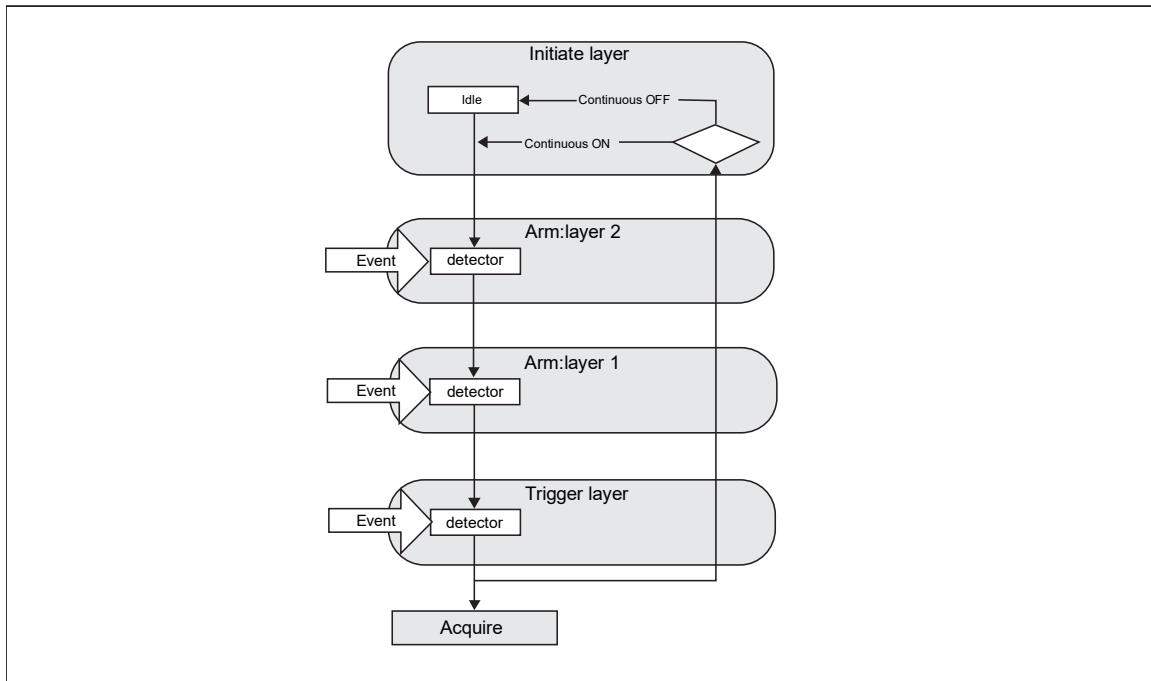 Initiate layer
Idle
Continuous OFF
Continuous ON
Arm:layer 2
Event
detector
Arm:layer 1
Event
detector
Trigger layer
Event
detector
Acquire